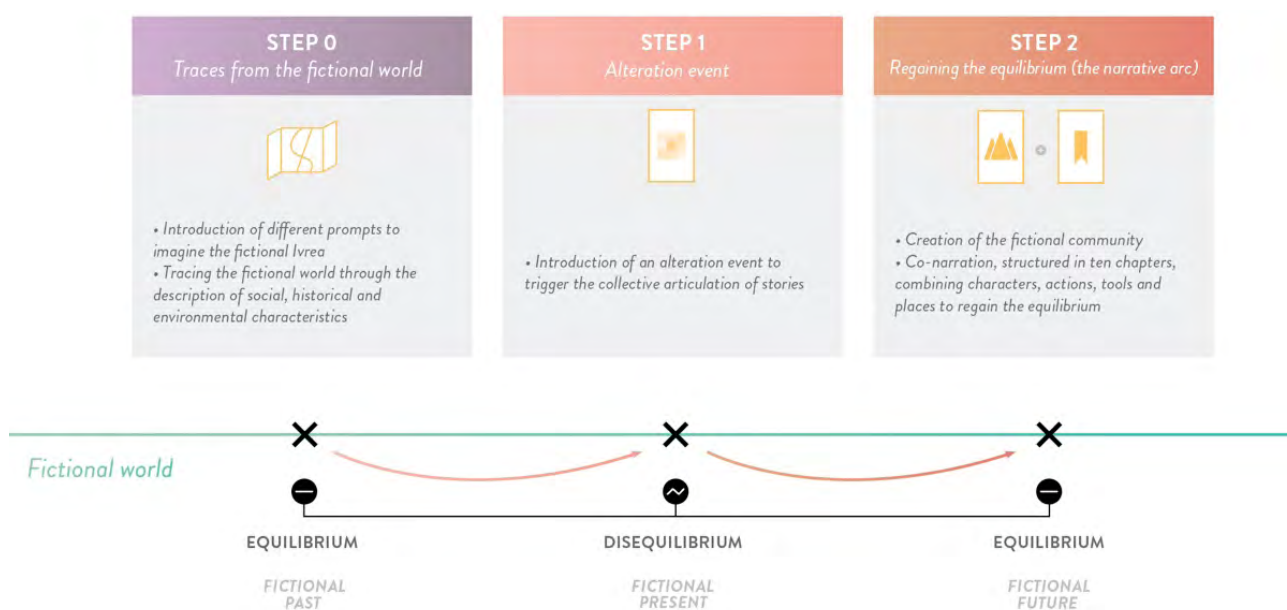 STEP 0
Traces from the fictional world
• Introduction of different prompts to
imagine the fictional Ivrea
• Tracing the fictional world through the
description of social, historical and
environmental characteristics
STEP 1
Alteration event
• Introduction of an alteration event to
trigger the collective articulation of stories
STEP 2
Regaining the equilibrium (the narrative arc)
• Creation of the fictional community
• Co-narration, structured in ten chapters,
combining characters, actions, tools and
places to regain the equilibrium
Fictional world
EQUILIBRIUM
FICTIONAL
PAST
DISEQUILIBRIUM
FICTIONAL
PRESENT
EQUILIBRIUM
FICTIONAL
FUTURE